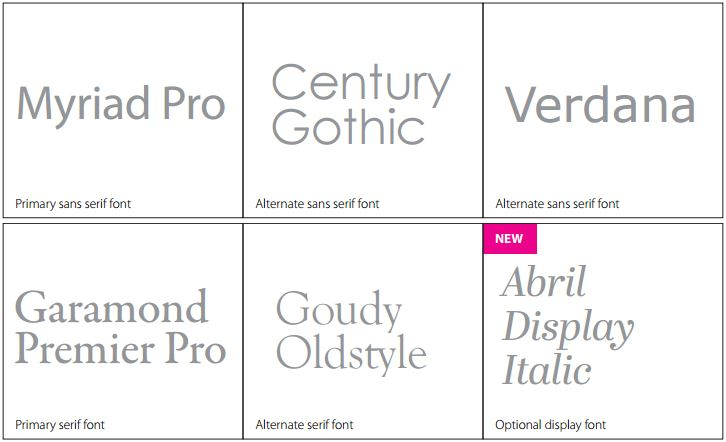 Myriad Pro
Primary sans serif font
Century
Gothic
Alternate sans serif font
Verdana
Alternate sans serif font
Garamond
Premier Pro
Primary serif font
Goudy
Oldstyle
Alternate serif font
NEW
Abril
Display
Italic
Optional display font